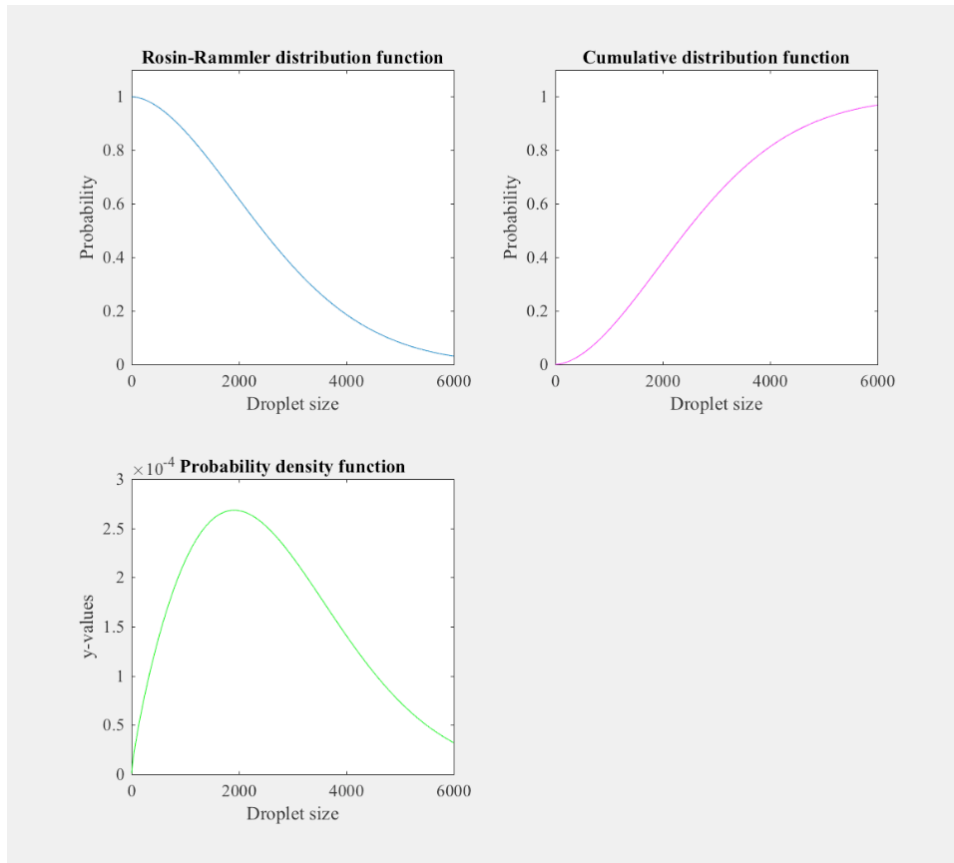 Rosin-Rammler distribution function
1
0.8
0.6
0.4
0.2
0
Probability
0 2000 4000 6000
Droplet size
Cumulative distribution function
1
0.8
0.6
0.4
0.2
0
Probability
0 2000 4000 6000
Droplet size
×10⁻⁴ Probability density function
3
2.5
2
1.5
1
0.5
0
y-values
0 2000 4000 6000
Droplet size